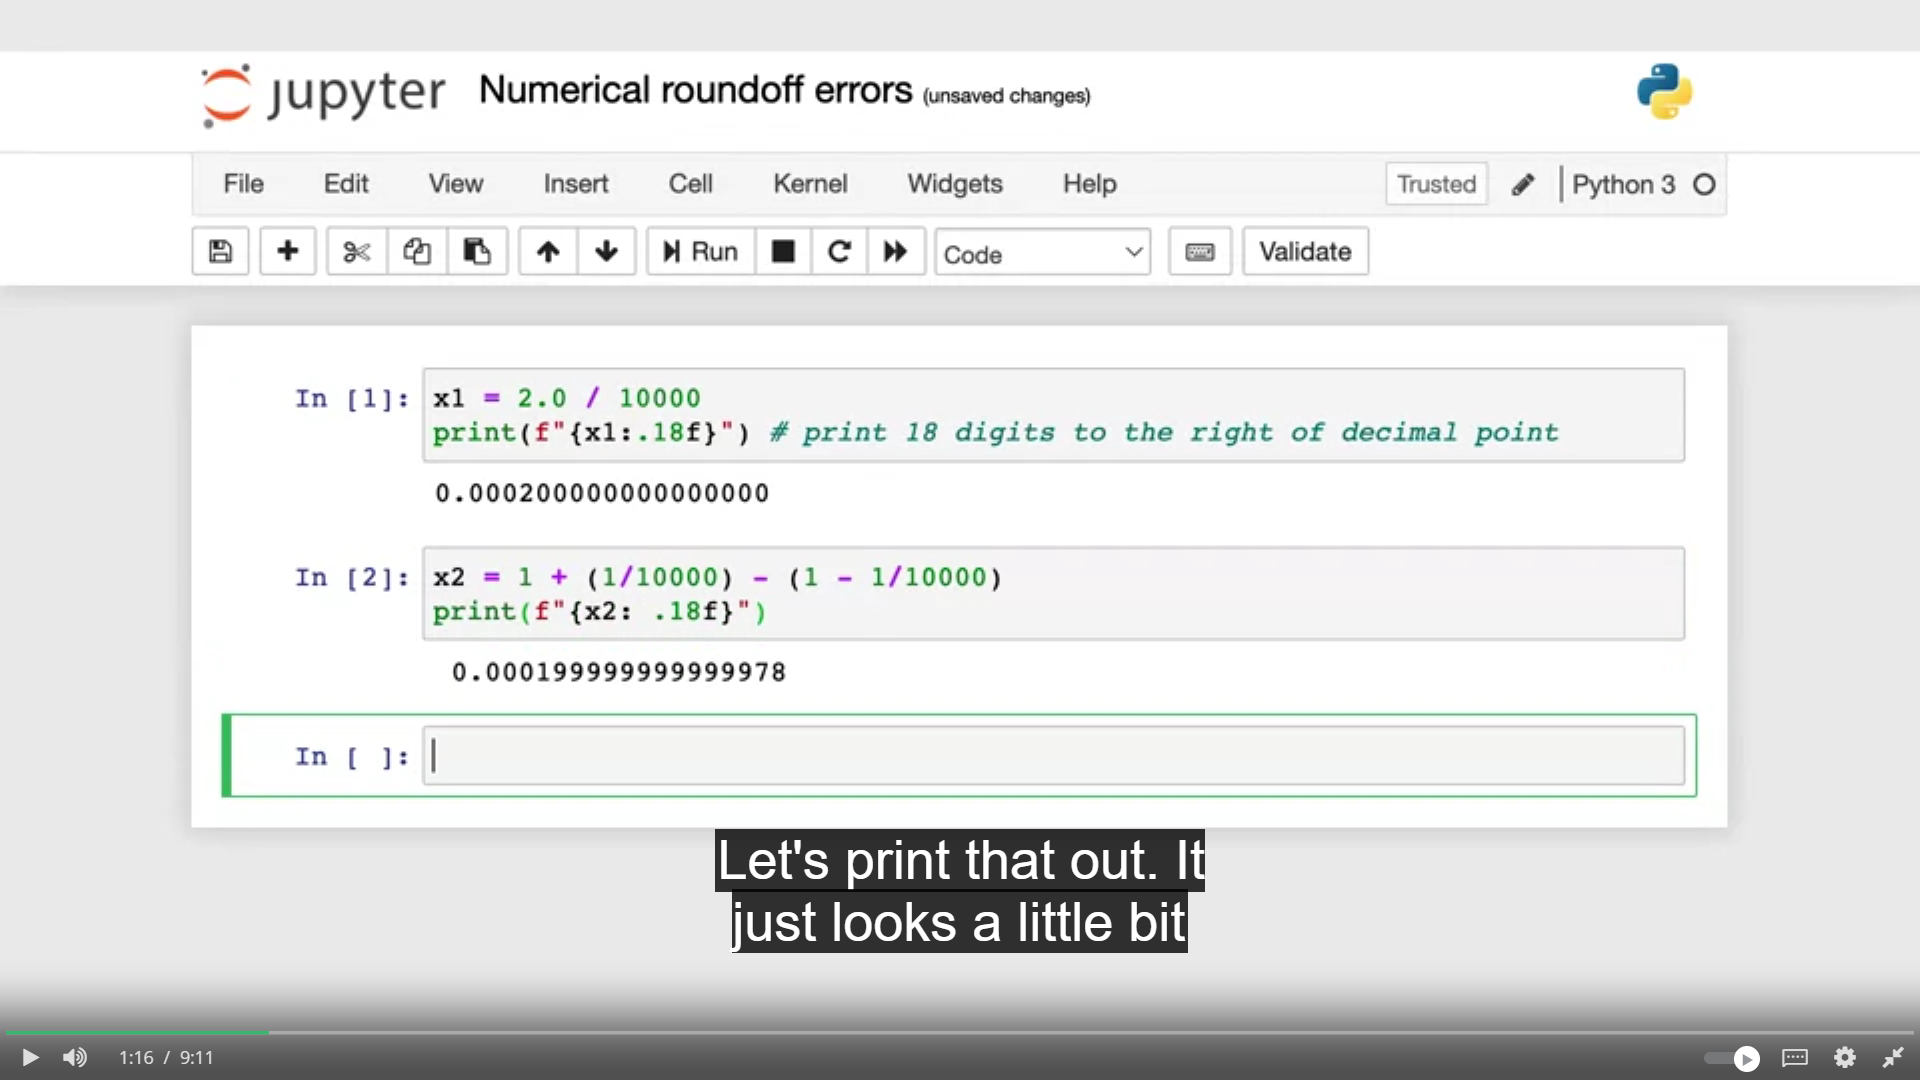 jupyter Numerical roundoff errors (unsaved changes)
File Edit View Insert Cell Kernel Widgets Help Trusted Python 3
Run Code Validate
In [1]: x1 = 2.0 / 10000
print(f"{x1:.18f}") # print 18 digits to the right of decimal point
0.000200000000000000
In [2]: x2 = 1 + (1/10000) - (1 - 1/10000)
print(f"{x2: .18f}")
0.000199999999999978
In [ ]:
Let's print that out. It
just looks a little bit
1:16 / 9:11